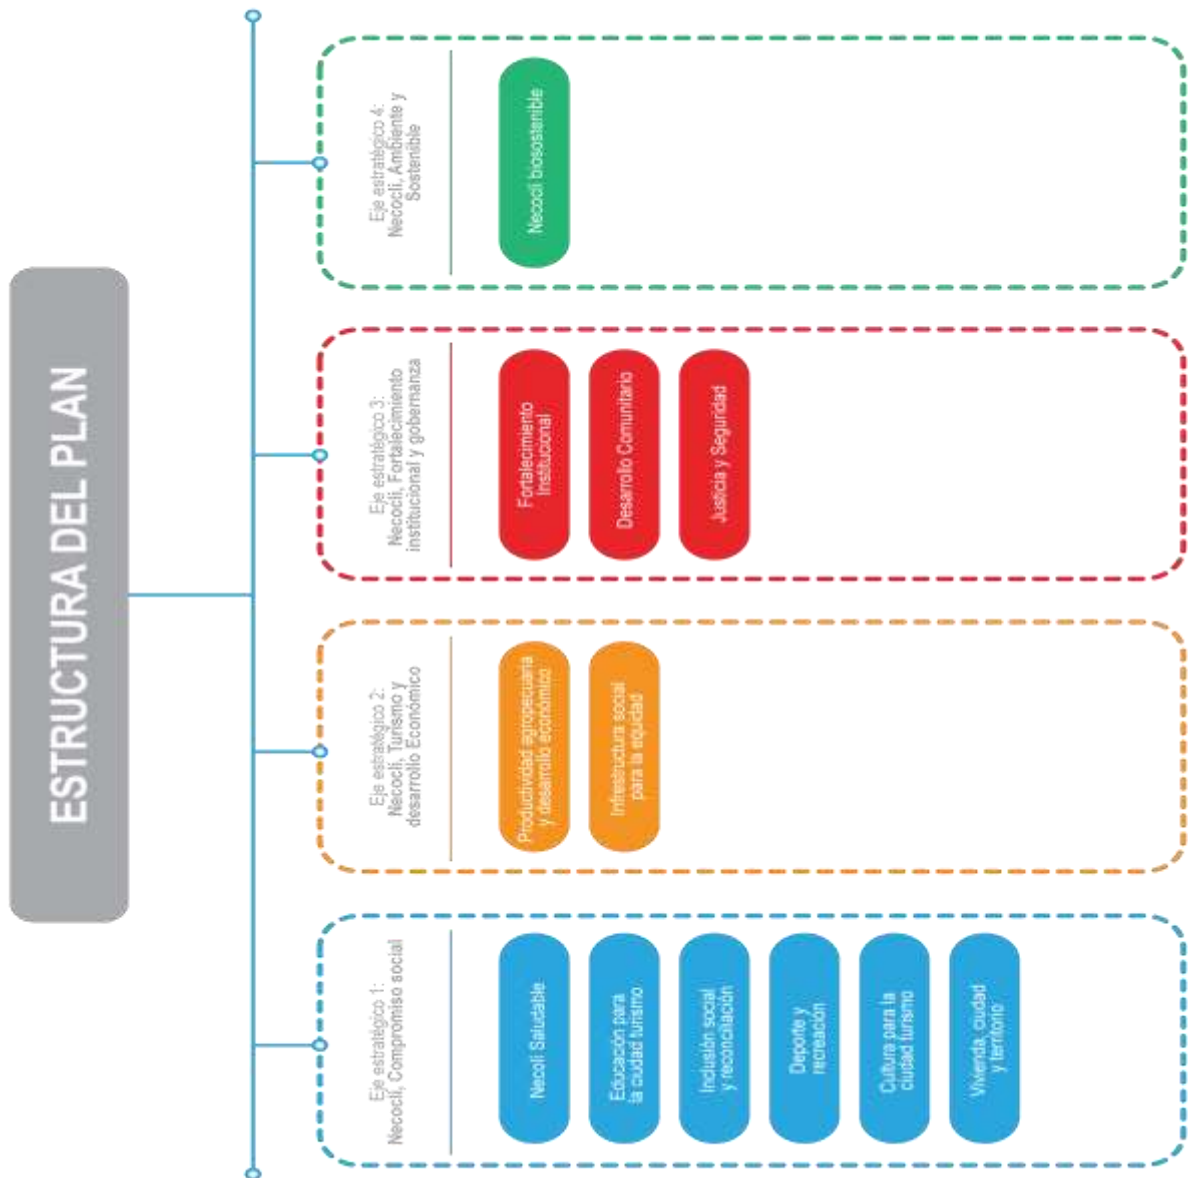 ESTRUCTURA DEL PLAN
Eje estratégico 1:
Necoclí, Compromiso social
Necolí Saludable
Educación para
la ciudad turismo
Inclusión social
y reconciliación
Deporte y
recreación
Cultura para la
ciudad turismo
Vivienda, ciudad
y territorio
Eje estratégico 2:
Necoclí, Turismo y
desarrollo Económico
Productividad agropecuaria
y desarrollo económico
Infrestructura social
para la equidad
Eje estratégico 3:
Necoclí, Fortalecimiento
institucional y gobernanza
Fortalecimiento
Institucional
Desarrollo Comunitario
Justicia y Seguridad
Eje estratégico 4:
Necoclí, Ambiente y
Sostenible
Necoclí biosostenible